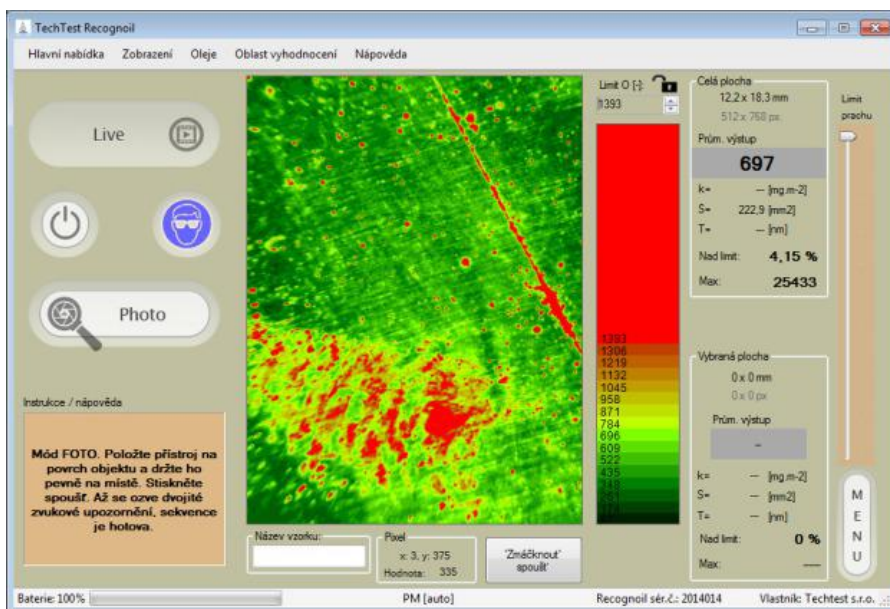 TechTest Recognoil
Hlavní nabídka Zobrazení Oleje Oblast vyhodnocení Nápověda
Live
Photo
Instrukce / nápověda
Mód FOTO. Položte přístroj na
povrch objektu a držte ho
pevně na místě. Stiskněte
spoušť. Až se ozve dvojité
zvukové upozornění, sekvence
je hotova.
Název vzorku:
Pixel
x: 3, y: 375
Hodnota: 335
'Zmáčknout'
spoušť
Limit O [-]:
1393
1393
1306
1219
1132
1045
958
871
784
696
609
522
435
348
261
Celá plocha
12,2 x 18,3 mm
512 x 768 px
Prům. výstup
697
k= --- [mg.m-2]
S= 222,9 [mm2]
T= --- [nm]
Nad limit: 4,15 %
Max: 25433
Vybraná plocha
0 x 0 mm
0 x 0 px
Prům. výstup
-
k= --- [mg.m-2]
S= --- [mm2]
T= --- [nm]
Nad limit: 0 %
Max: ---
Limit
prachu
M
E
N
U
Baterie: 100% PM [auto] Recognoil sér.č.: 2014014 Vlastník: Techtest s.r.o.